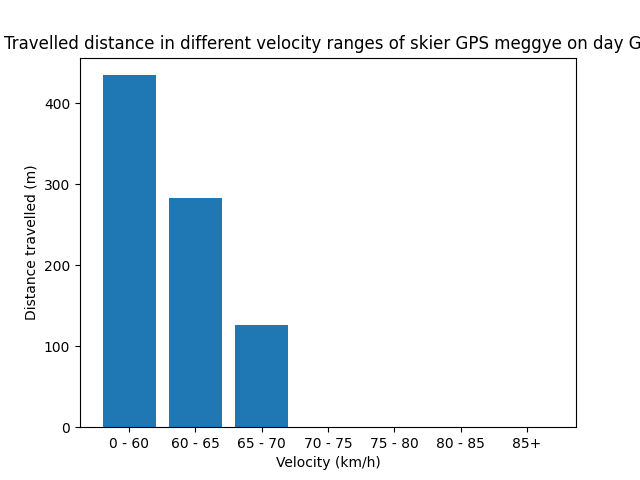 Travelled distance in different velocity ranges of skier GPS meggye on day G
400
300
200
100
0
Distance travelled (m)
0 - 60 60 - 65 65 - 70 70 - 75 75 - 80 80 - 85 85+
Velocity (km/h)